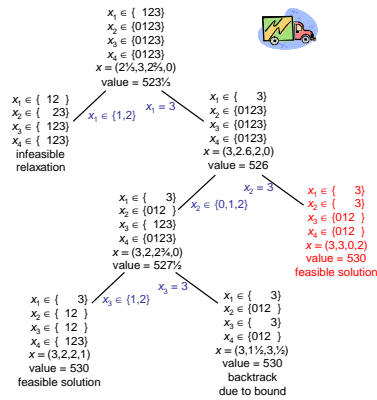 x₁ ∈ { 123}
x₂ ∈ {0123}
x₃ ∈ {0123}
x₄ ∈ {0123}
x = (2⅓,3,2⅔,0)
value = 523⅓
x₁ ∈ {1,2}
x₁ = 3
x₁ ∈ { 12 }
x₂ ∈ { 23}
x₃ ∈ { 123}
x₄ ∈ { 123}
infeasible
relaxation
x₁ ∈ { 3}
x₂ ∈ {0123}
x₃ ∈ {0123}
x₄ ∈ {0123}
x = (3,2.6,2,0)
value = 526
x₂ ∈ {0,1,2}
x₂ = 3
x₁ ∈ { 3}
x₂ ∈ {012 }
x₃ ∈ { 123}
x₄ ∈ {0123}
x = (3,2,2¾,0)
value = 527½
x₁ ∈ { 3}
x₂ ∈ { 3}
x₃ ∈ {012 }
x₄ ∈ {012 }
x = (3,3,0,2)
value = 530
feasible solution
x₃ ∈ {1,2}
x₃ = 3
x₁ ∈ { 3}
x₂ ∈ { 12 }
x₃ ∈ { 12 }
x₄ ∈ { 123}
x = (3,2,2,1)
value = 530
feasible solution
x₁ ∈ { 3}
x₂ ∈ {012 }
x₃ ∈ { 3}
x₄ ∈ {012 }
x = (3,1½,3,½)
value = 530
backtrack
due to bound